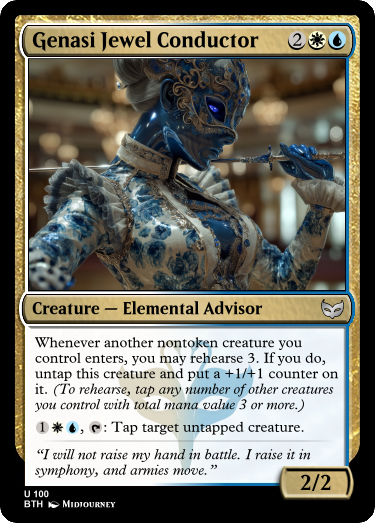 Genasi Jewel Conductor 2
Creature — Elemental Advisor
Whenever another nontoken creature you
control enters, you may rehearse 3. If you do,
untap this creature and put a +1/+1 counter on
it. (To rehearse, tap any number of other creatures
you control with total mana value 3 or more.)
1, : Tap target untapped creature.
“I will not raise my hand in battle. I raise it in
symphony, and armies move.”
2/2
U 100
BTH Midjourney